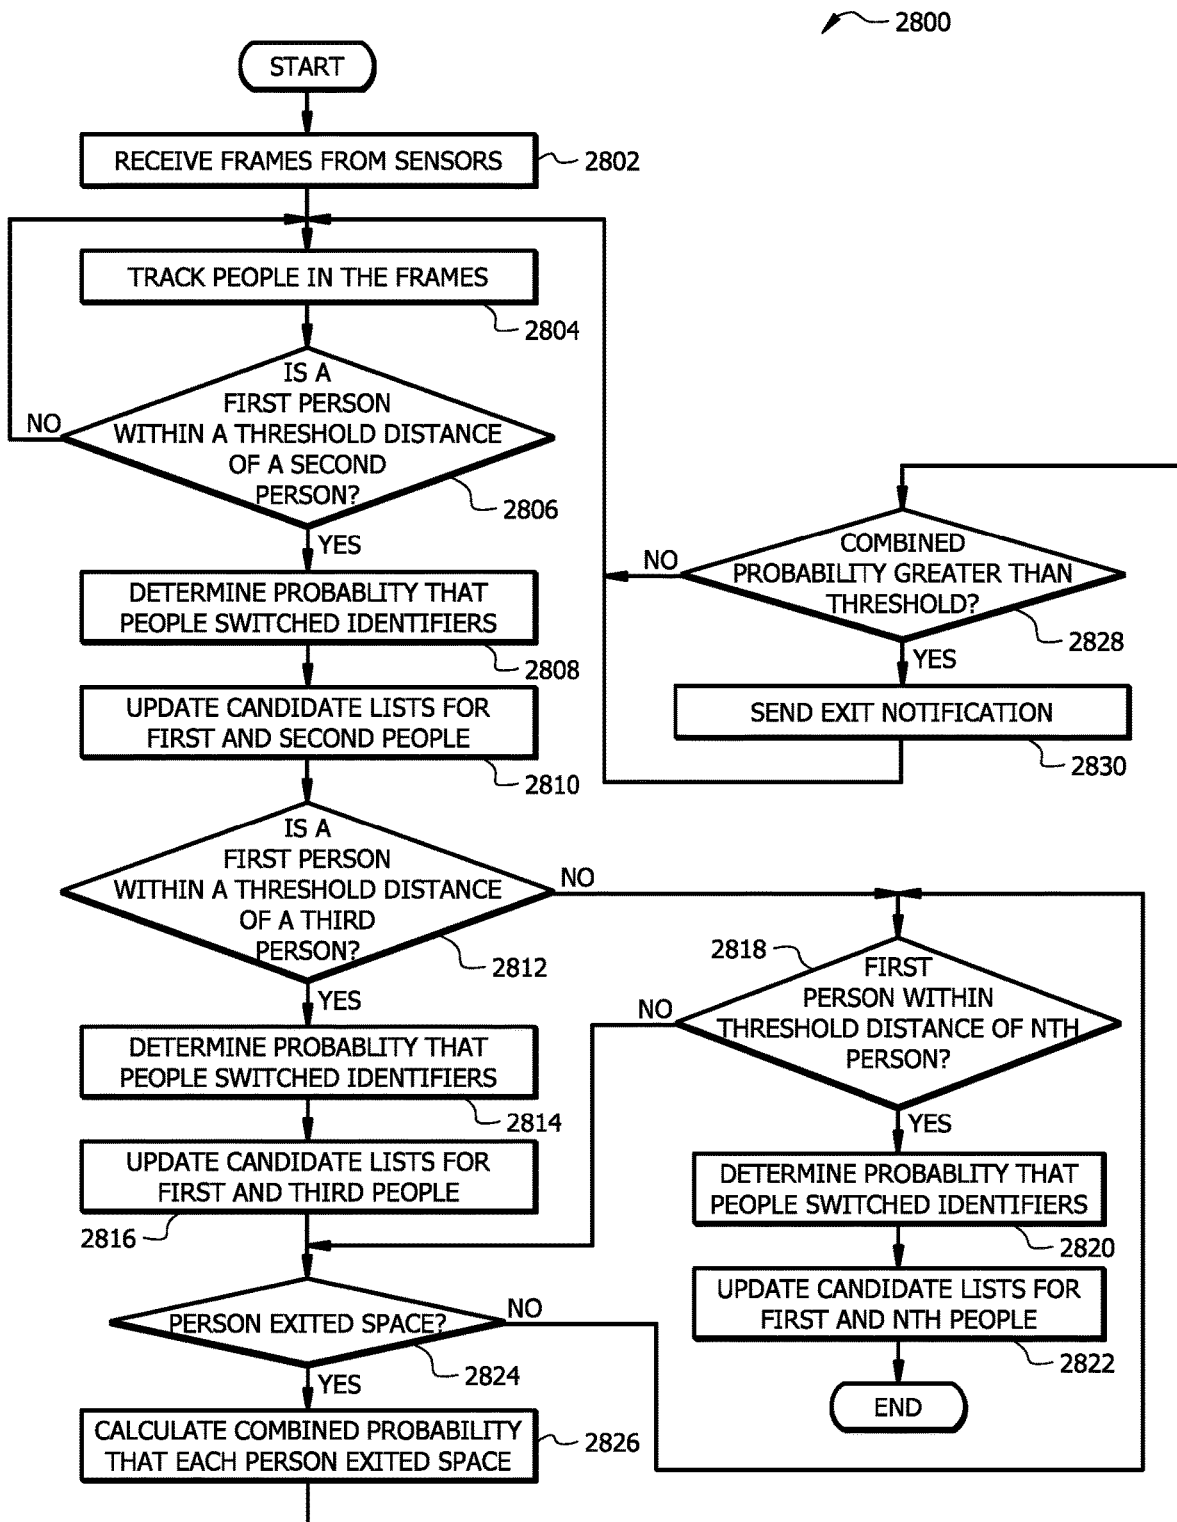 2800
START
RECEIVE FRAMES FROM SENSORS
2802
TRACK PEOPLE IN THE FRAMES
2804
IS A
FIRST PERSON
WITHIN A THRESHOLD DISTANCE
OF A SECOND
PERSON?
NO
2806
YES
DETERMINE PROBABLITY THAT
PEOPLE SWITCHED IDENTIFIERS
2808
UPDATE CANDIDATE LISTS FOR
FIRST AND SECOND PEOPLE
2810
IS A
FIRST PERSON
WITHIN A THRESHOLD DISTANCE
OF A THIRD
PERSON?
NO
2812
YES
DETERMINE PROBABLITY THAT
PEOPLE SWITCHED IDENTIFIERS
2814
UPDATE CANDIDATE LISTS FOR
FIRST AND THIRD PEOPLE
2816
PERSON EXITED SPACE?
NO
2824
YES
CALCULATE COMBINED PROBABILITY
THAT EACH PERSON EXITED SPACE
2826
COMBINED
PROBABILITY GREATER THAN
THRESHOLD?
NO
2828
YES
SEND EXIT NOTIFICATION
2830
2818
FIRST
PERSON WITHIN
THRESHOLD DISTANCE OF NTH
PERSON?
NO
YES
DETERMINE PROBABLITY THAT
PEOPLE SWITCHED IDENTIFIERS
2820
UPDATE CANDIDATE LISTS FOR
FIRST AND NTH PEOPLE
2822
END